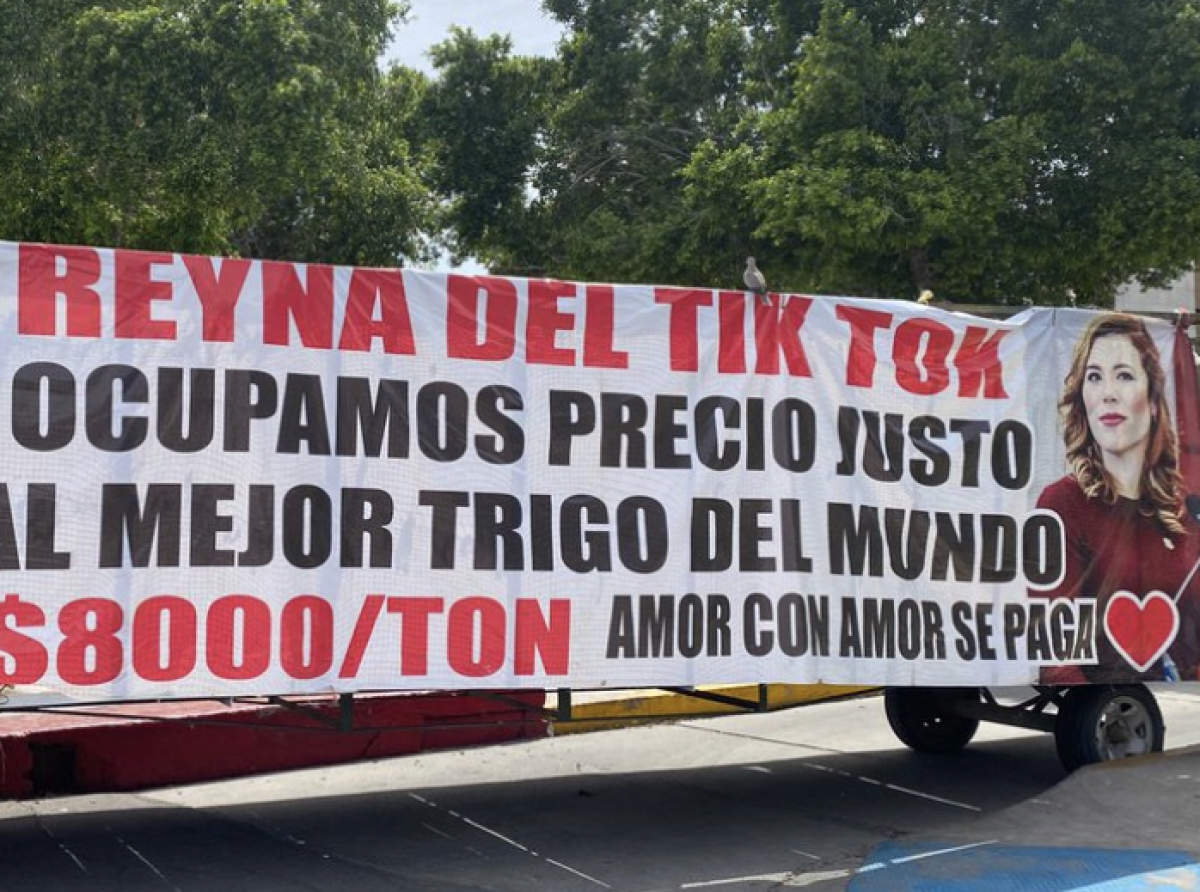 REYNA DEL TIK TOK
OCUPAMOS PRECIO JUSTO
AL MEJOR TRIGO DEL MUNDO
$8000/TON AMOR CON AMOR SE PAGA